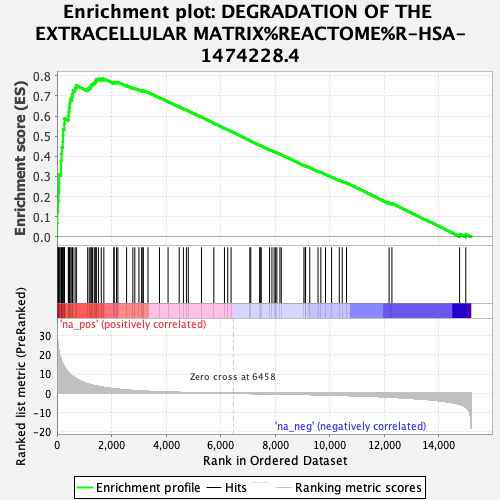 Enrichment plot: DEGRADATION OF THE
EXTRACELLULAR MATRIX%REACTOME%R-HSA-
1474228.4
Enrichment score (ES)
0.8
0.7
0.6
0.5
0.4
0.3
0.2
0.1
0.0
'na_pos' (positively correlated)
Ranked list metric (PreRanked)
30
20
10
0
-10
-20
Zero cross at 6458
'na_neg' (negatively correlated)
0 2,000 4,000 6,000 8,000 10,000 12,000 14,000
Rank in Ordered Dataset
Enrichment profile Hits Ranking metric scores